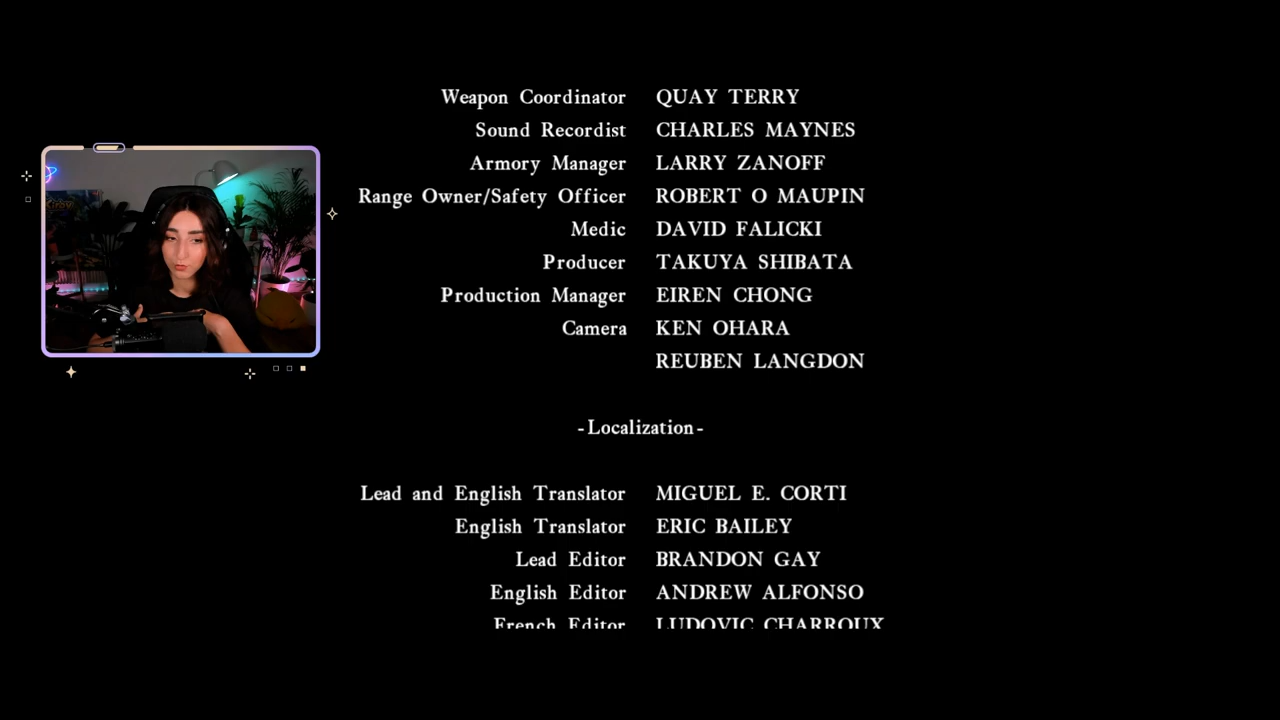 Weapon Coordinator QUAY TERRY
Sound Recordist CHARLES MAYNES
Armory Manager LARRY ZANOFF
Range Owner/Safety Officer ROBERT O MAUPIN
Medic DAVID FALICKI
Producer TAKUYA SHIBATA
Production Manager EIREN CHONG
Camera KEN OHARA
REUBEN LANGDON
-Localization-
Lead and English Translator MIGUEL E. CORTI
English Translator ERIC BAILEY
Lead Editor BRANDON GAY
English Editor ANDREW ALFONSO
French Editor LUDOVIC CHARROUX